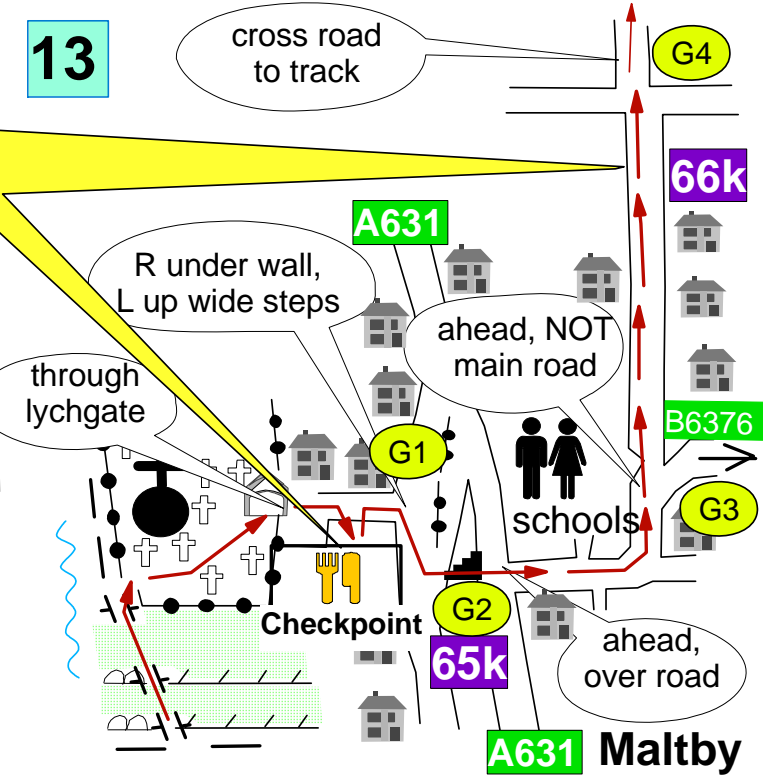 13
cross road
to track
G4
66k
A631
R under wall,
L up wide steps
ahead, NOT
main road
through
lychgate
B6376
G1
G3
schools
G2
Checkpoint
65k
ahead,
over road
A631
Maltby